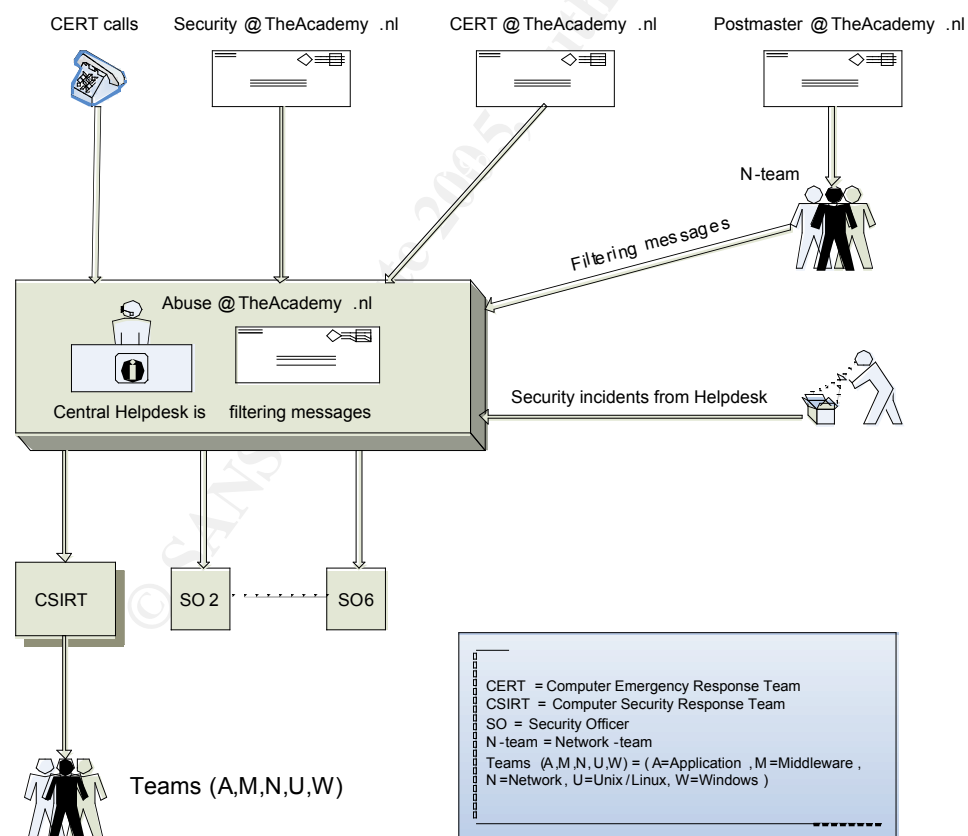 CERT calls
Security @ TheAcademy .nl
CERT @ TheAcademy .nl
Postmaster @ TheAcademy .nl
N-team
Filtering messages
Abuse @ TheAcademy .nl
Central Helpdesk is filtering messages
Security incidents from Helpdesk
CSIRT
SO 2
SO6
Teams (A,M,N,U,W)
CERT = Computer Emergency Response Team
CSIRT = Computer Security Response Team
SO = Security Officer
N-team = Network -team
Teams (A,M,N,U,W) = ( A=Application , M=Middleware ,
N=Network, U=Unix/Linux, W=Windows )
© SANS
2005,